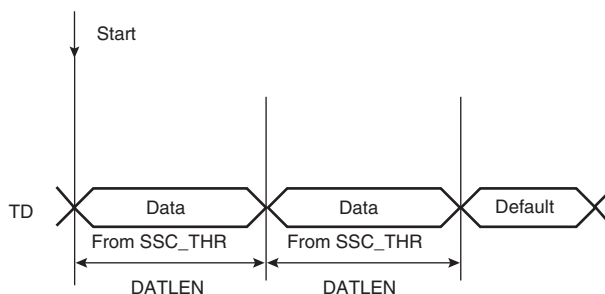 Start
TD
Data
Data
Default
From SSC_THR
From SSC_THR
DATLEN
DATLEN